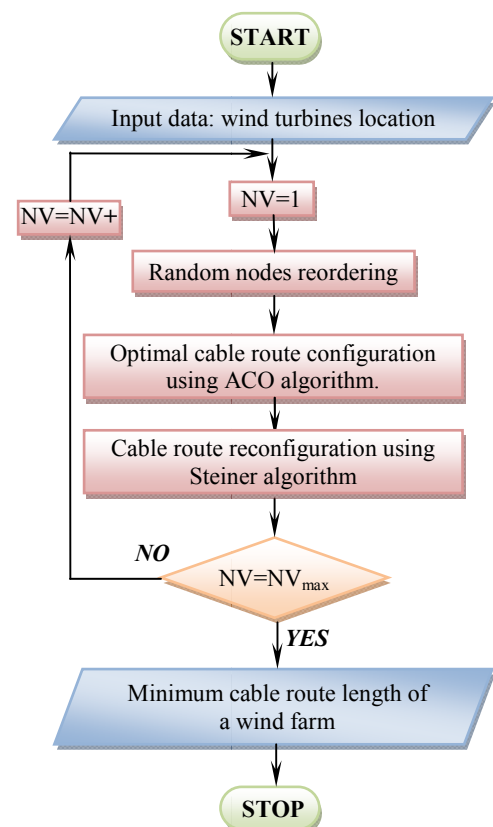 START
Input data: wind turbines location
NV=NV+
NV=1
Random nodes reordering
Optimal cable route configuration
using ACO algorithm.
Cable route reconfiguration using
Steiner algorithm
NO
NV=NVmax
YES
Minimum cable route length of
a wind farm
STOP